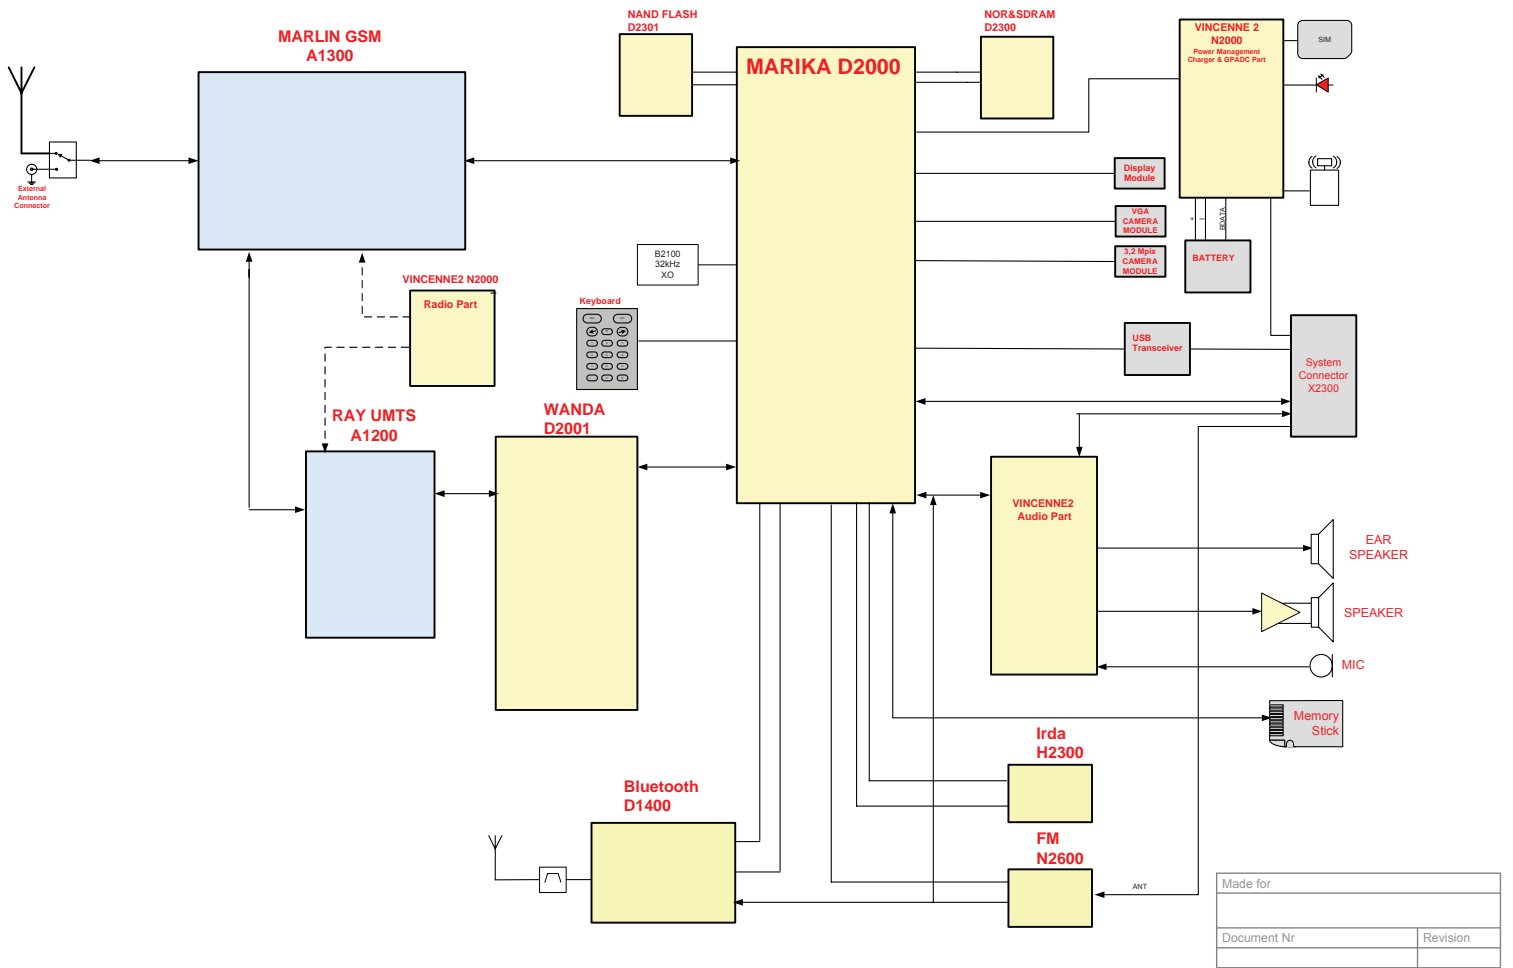 NAND FLASH
D2301
NOR&SDRAM
D2300
VINCENNE 2
N2000
Power Management
Charger & GPADC Part
SIM
MARLIN GSM
A1300
MARIKA D2000
External
Antenna
Connector
Display
Module
VGA
CAMERA
MODULE
3,2 Mpix
CAMERA
MODULE
+
–
BDATA
BATTERY
B2100
32kHz
XO
VINCENNE2 N2000
Radio Part
Keyboard
USB
Transceiver
System
Connector
X2300
RAY UMTS
A1200
WANDA
D2001
VINCENNE2
Audio Part
EAR
SPEAKER
SPEAKER
MIC
Memory
Stick
Irda
H2300
Bluetooth
D1400
FM
N2600
ANT
Made for
Document Nr
Revision